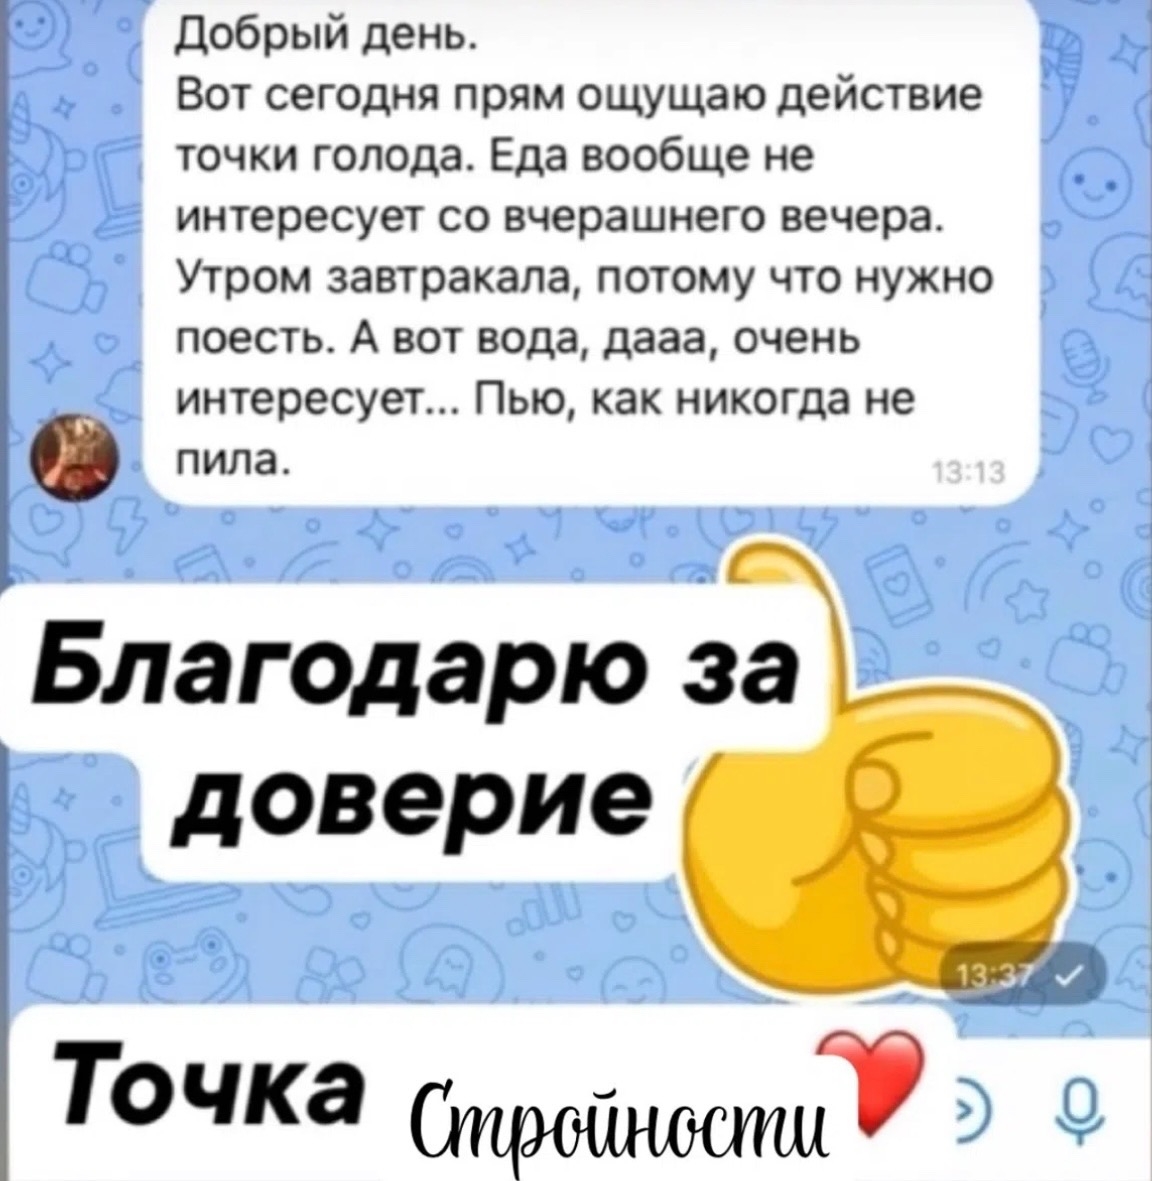 Добрый день.
Вот сегодня прям ощущаю действие
точки голода. Еда вообще не
интересует со вчерашнего вечера.
Утром завтракала, потому что нужно
поесть. А вот вода, дааа, очень
интересует... Пью, как никогда не
пила.
13:13
Благодарю за
доверие
13:37
Точка Стройности